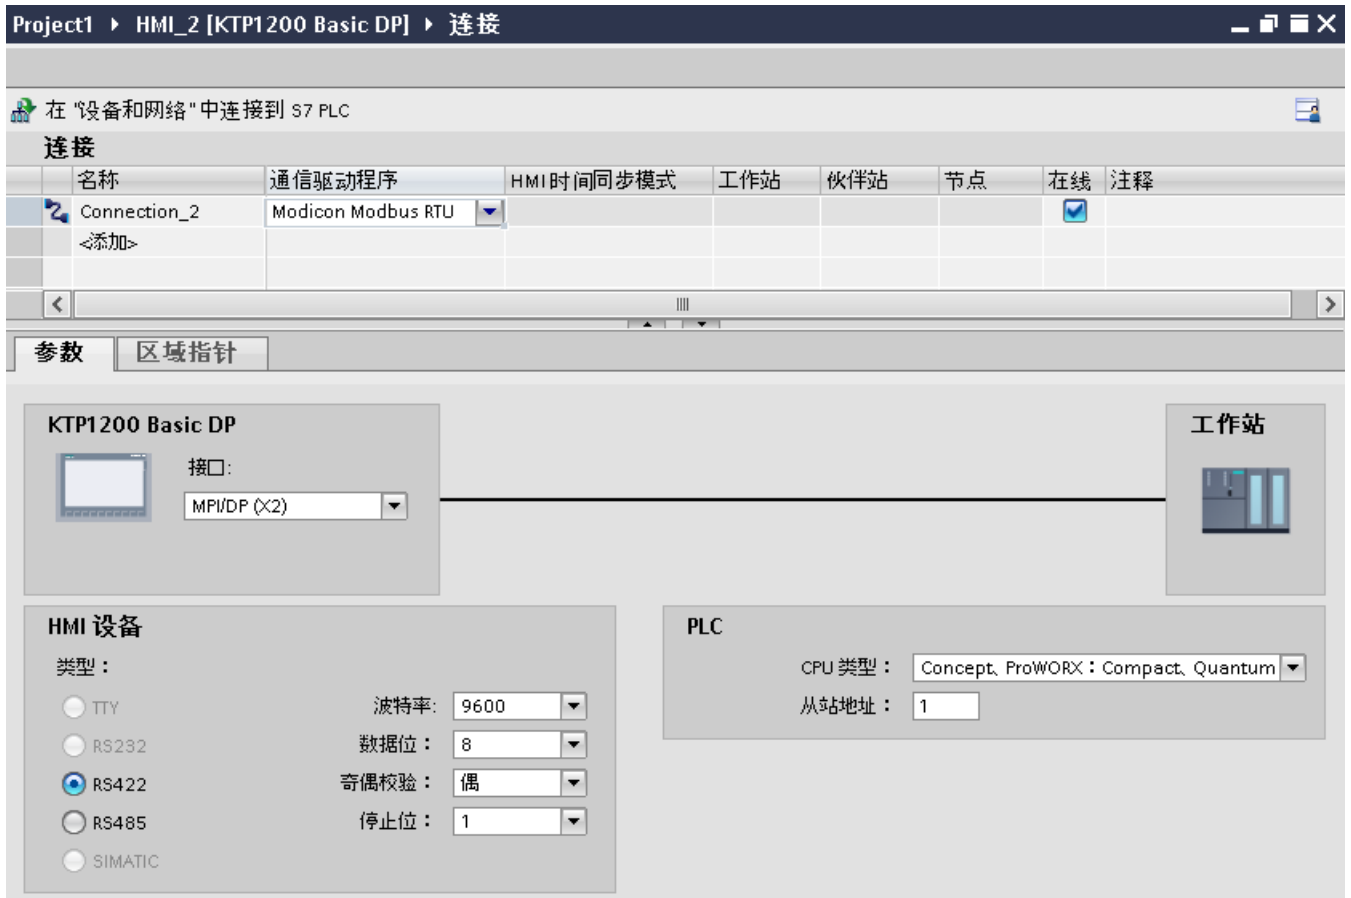 Project1 ▸ HMI_2 [KTP1200 Basic DP] ▸ 连接
在 "设备和网络" 中连接到 S7 PLC
连接
名称 通信驱动程序 HMI时间同步模式 工作站 伙伴站 节点 在线 注释
Connection_2 Modicon Modbus RTU
<添加>
参数 区域指针
KTP1200 Basic DP 工作站
接口:
MPI/DP (X2)
HMI 设备 PLC
类型： CPU 类型： Concept、ProWORX：Compact、Quantum
TTY 波特率: 9600 从站地址： 1
RS232 数据位： 8
RS422 奇偶校验： 偶
RS485 停止位： 1
SIMATIC